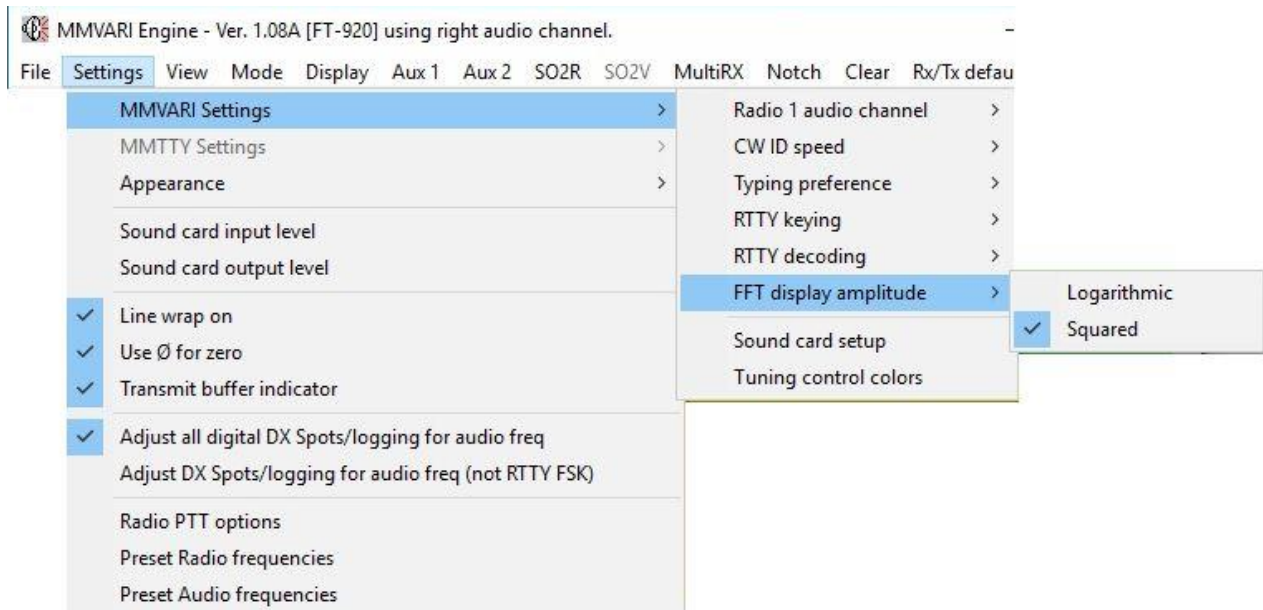 MMVARI Engine - Ver. 1.08A [FT-920] using right audio channel.
File Settings View Mode Display Aux 1 Aux 2 SO2R SO2V MultiRX Notch Clear Rx/Tx defau
MMVARI Settings
MMTTY Settings
Appearance
Sound card input level
Sound card output level
Line wrap on
Use Ø for zero
Transmit buffer indicator
Adjust all digital DX Spots/logging for audio freq
Adjust DX Spots/logging for audio freq (not RTTY FSK)
Radio PTT options
Preset Radio frequencies
Preset Audio frequencies
Radio 1 audio channel
CW ID speed
Typing preference
RTTY keying
RTTY decoding
FFT display amplitude
Sound card setup
Tuning control colors
Logarithmic
Squared